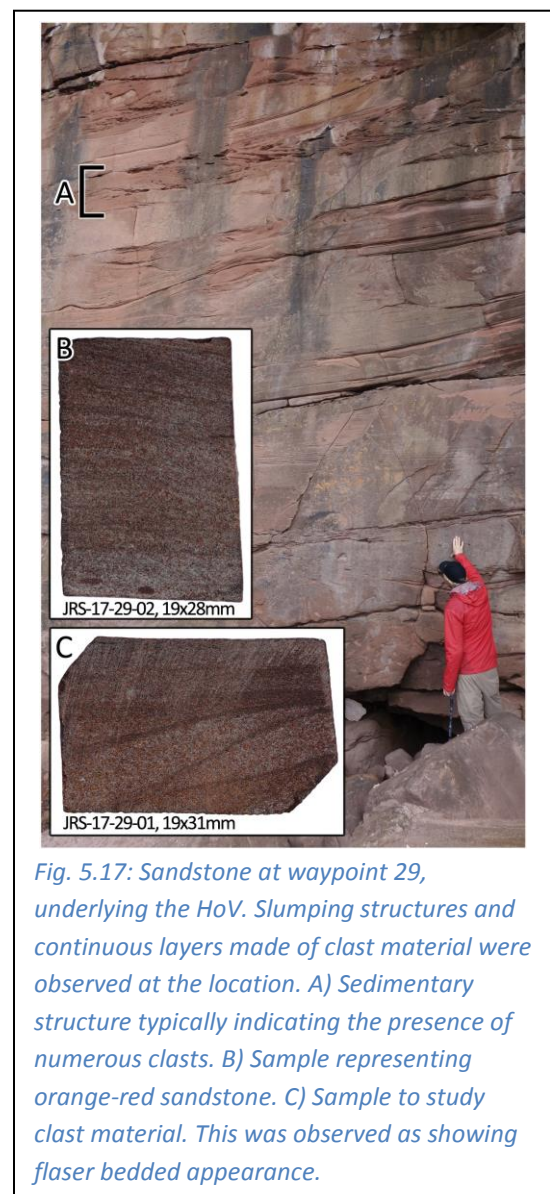 A
B
JRS-17-29-02, 19x28mm
C
JRS-17-29-01, 19x31mm
Fig. 5.17: Sandstone at waypoint 29,
underlying the HoV. Slumping structures and
continuous layers made of clast material were
observed at the location. A) Sedimentary
structure typically indicating the presence of
numerous clasts. B) Sample representing
orange-red sandstone. C) Sample to study
clast material. This was observed as showing
flaser bedded appearance.